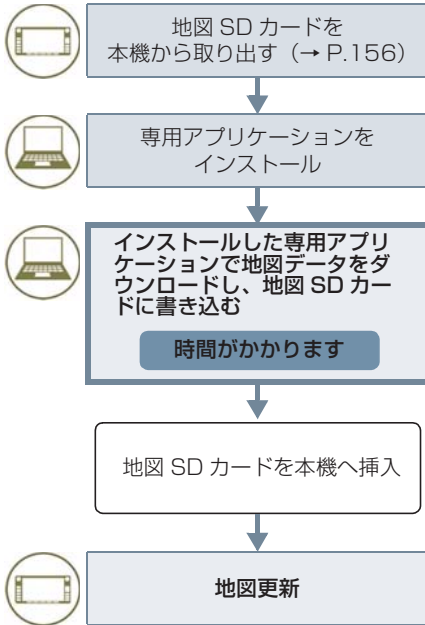 地図 SD カードを
本機から取り出す（→ P.156）
専用アプリケーションを
インストール
インストールした専用アプリ
ケーションで地図データをダ
ウンロードし、地図 SD カー
ドに書き込む
時間がかかります
地図 SD カードを本機へ挿入
地図更新